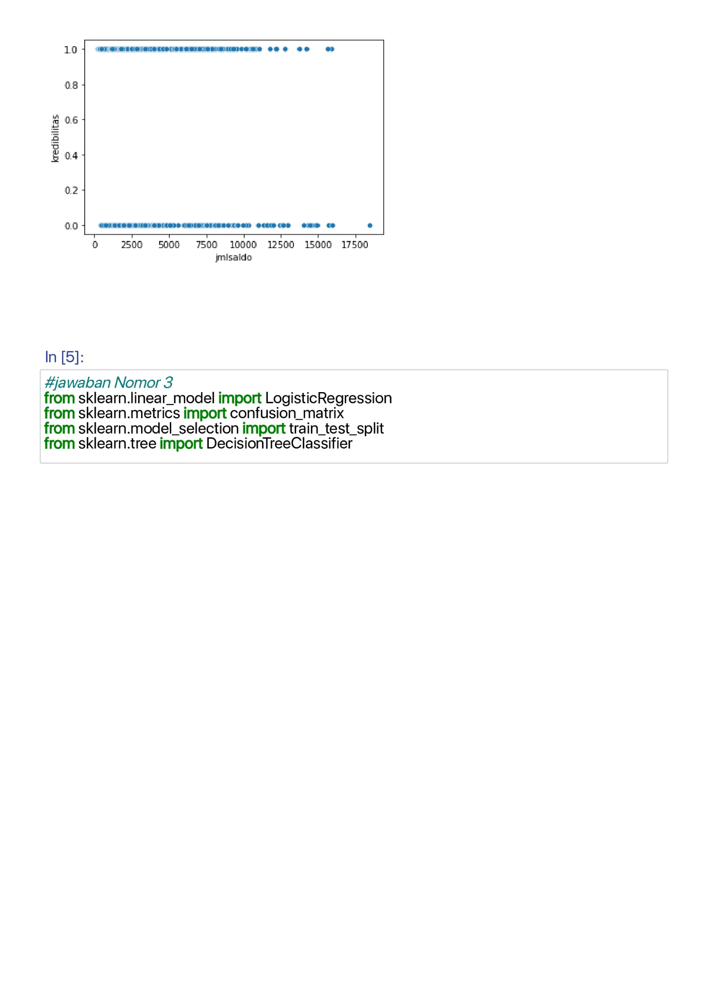 1.0
0.8
0.6
0.4
0.2
0.0
kredibilitas
0 2500 5000 7500 10000 12500 15000 17500
jmlsaldo
In [5]:
#jawaban Nomor 3
from sklearn.linear_model import LogisticRegression
from sklearn.metrics import confusion_matrix
from sklearn.model_selection import train_test_split
from sklearn.tree import DecisionTreeClassifier